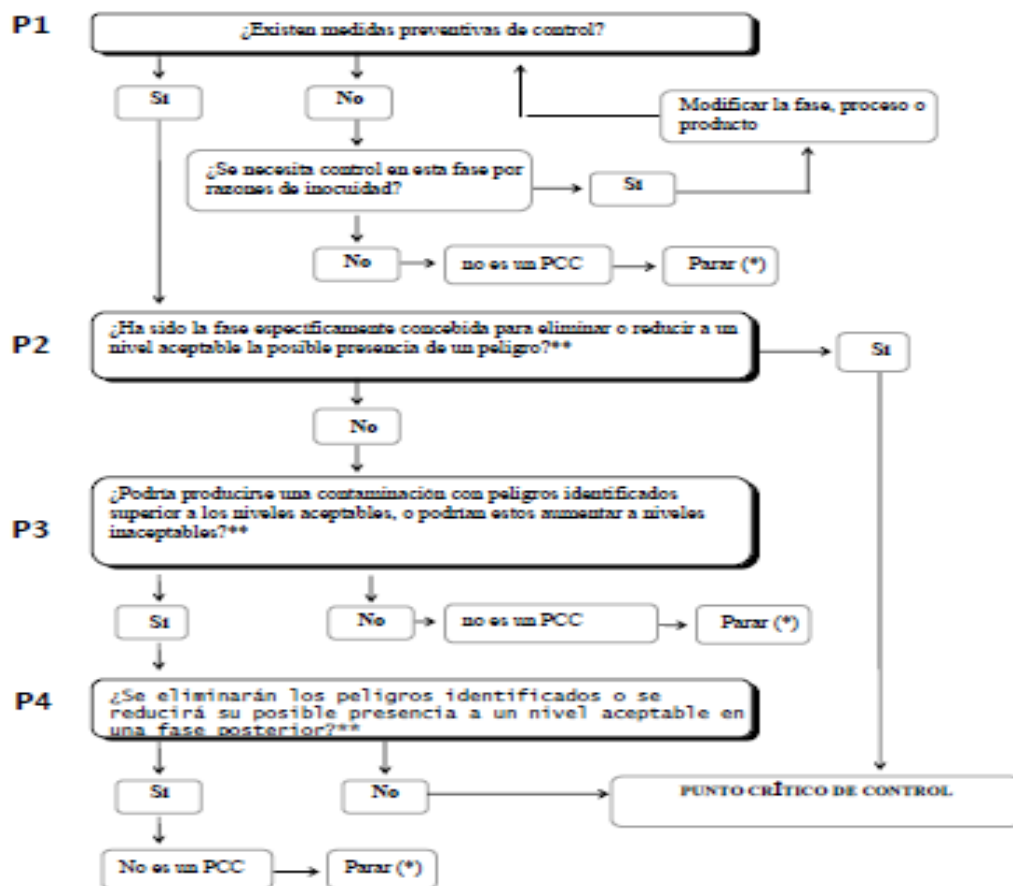 P1
¿Existen medidas preventivas de control?
Si
No
Modificar la fase, proceso o
producto
¿Se necesita control en esta fase por
razones de inocuidad?
Si
No
no es un PCC
Parar (*)
P2
¿Ha sido la fase específicamente concebida para eliminar o reducir a un
nivel aceptable la posible presencia de un peligro?**
Si
No
P3
¿Podría producirse una contaminación con peligros identificados
superior a los niveles aceptables, o podrían estos aumentar a niveles
inaceptables?**
Si
No
no es un PCC
Parar (*)
P4
¿Se eliminarán los peligros identificados o se
reducirá su posible presencia a un nivel aceptable en
una fase posterior?**
Si
No
PUNTO CRÍTICO DE CONTROL
No es un PCC
Parar (*)